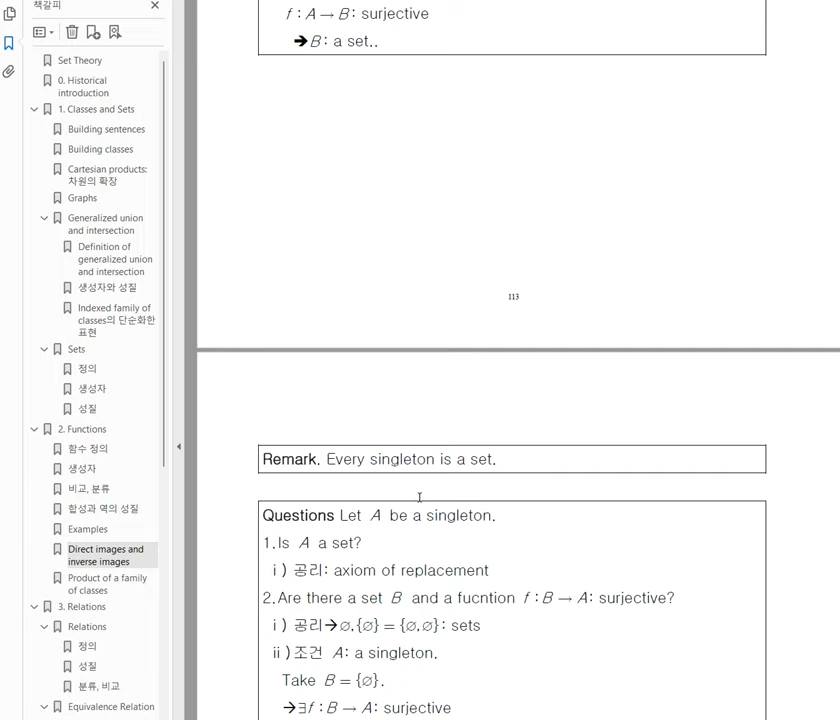 책갈피
Set Theory
0. Historical
introduction
1. Classes and Sets
Building sentences
Building classes
Cartesian products:
차원의 확장
Graphs
Generalized union
and intersection
Definition of
generalized union
and intersection
생성자와 성질
Indexed family of
classes의 단순화한
표현
Sets
정의
생성자
성질
2. Functions
함수 정의
생성자
비교, 분류
합성과 역의 성질
Examples
Direct images and
inverse images
Product of a family
of classes
3. Relations
Relations
정의
성질
분류, 비교
Equivalence Relation
f : A → B : surjective
➔ B : a set..
113
Remark. Every singleton is a set.
Questions Let A be a singleton.
1.Is A a set?
i ) 공리: axiom of replacement
2.Are there a set B and a fucntion f : B → A : surjective?
i ) 공리➔∅,{∅} = {∅,∅} : sets
ii ) 조건 A : a singleton.
Take B = {∅}.
➔∃f : B → A : surjective